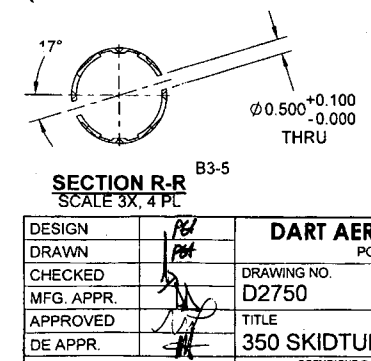 17°
Ø0.500 +0.100
-0.000
THRU
B3-5
SECTION R-R
SCALE 3X, 4 PL
DESIGN
DRAWN
CHECKED
MFG. APPR.
APPROVED
DE APPR.
DART AER
PO
DRAWING NO.
D2750
TITLE
350 SKIDTU